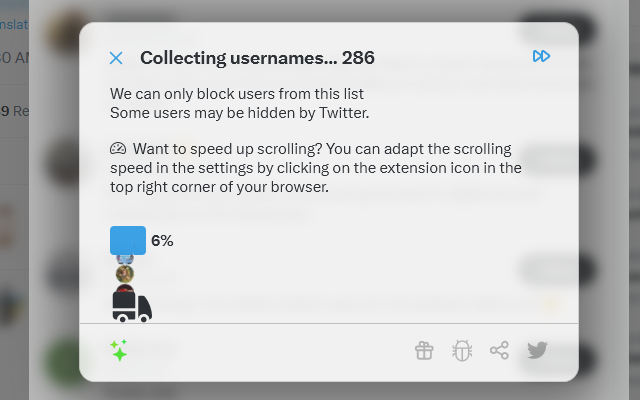 Collecting usernames... 286
We can only block users from this list
Some users may be hidden by Twitter.
Want to speed up scrolling? You can adapt the scrolling
speed in the settings by clicking on the extension icon in the
top right corner of your browser.
6%